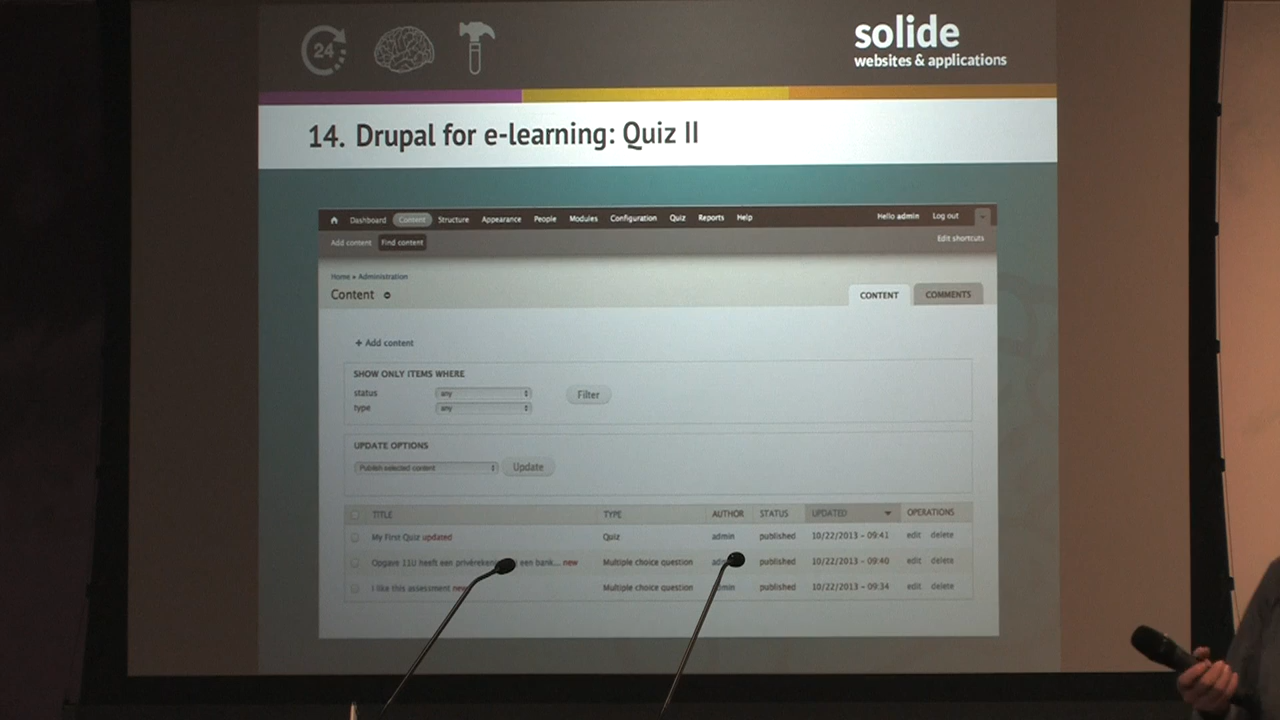 24
solide
websites & applications
14. Drupal for e-learning: Quiz II
Dashboard Content Structure Appearance People Modules Configuration Quiz Reports Help Hello admin Log out
Add content Find content Edit shortcuts
Home » Administration
Content
CONTENT COMMENTS
+ Add content
SHOW ONLY ITEMS WHERE
status any
Filter
type any
UPDATE OPTIONS
Publish selected content Update
TITLE TYPE AUTHOR STATUS UPDATED OPERATIONS
My First Quiz updated Quiz admin published 10/22/2013 – 09:41 edit delete
Opgave 11U heeft een een bank... new Multiple choice question published 10/22/2013 – 09:40 edit delete
I like this assessment new Multiple choice question admin published 10/22/2013 – 09:34 edit delete